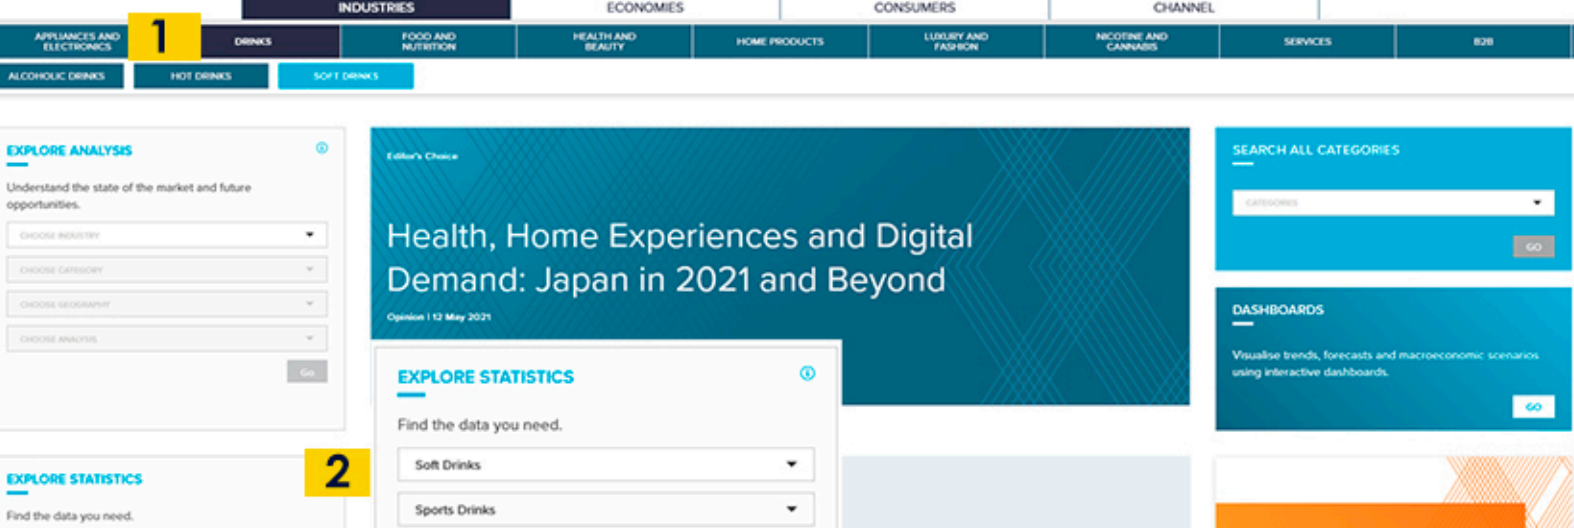 INDUSTRIES ECONOMIES CONSUMERS CHANNEL
1
APPLIANCES AND
ELECTRONICS
DRINKS
FOOD AND
NUTRITION
HEALTH AND
BEAUTY
HOME PRODUCTS
LUXURY AND
FASHION
NICOTINE AND
CANNABIS
SERVICES
B2B
ALCOHOLIC DRINKS HOT DRINKS SOFT DRINKS
EXPLORE ANALYSIS
Understand the state of the market and future
opportunities.
CHOOSE INDUSTRY
CHOOSE CATEGORY
CHOOSE GEOGRAPHY
CHOOSE ANALYSIS
Go
Editor's Choice
Health, Home Experiences and Digital
Demand: Japan in 2021 and Beyond
Opinion | 12 May 2021
SEARCH ALL CATEGORIES
CATEGORIES
GO
DASHBOARDS
Visualise trends, forecasts and macroeconomic scenarios
using interactive dashboards.
GO
EXPLORE STATISTICS
Find the data you need.
2
EXPLORE STATISTICS
Find the data you need.
Soft Drinks
Sports Drinks